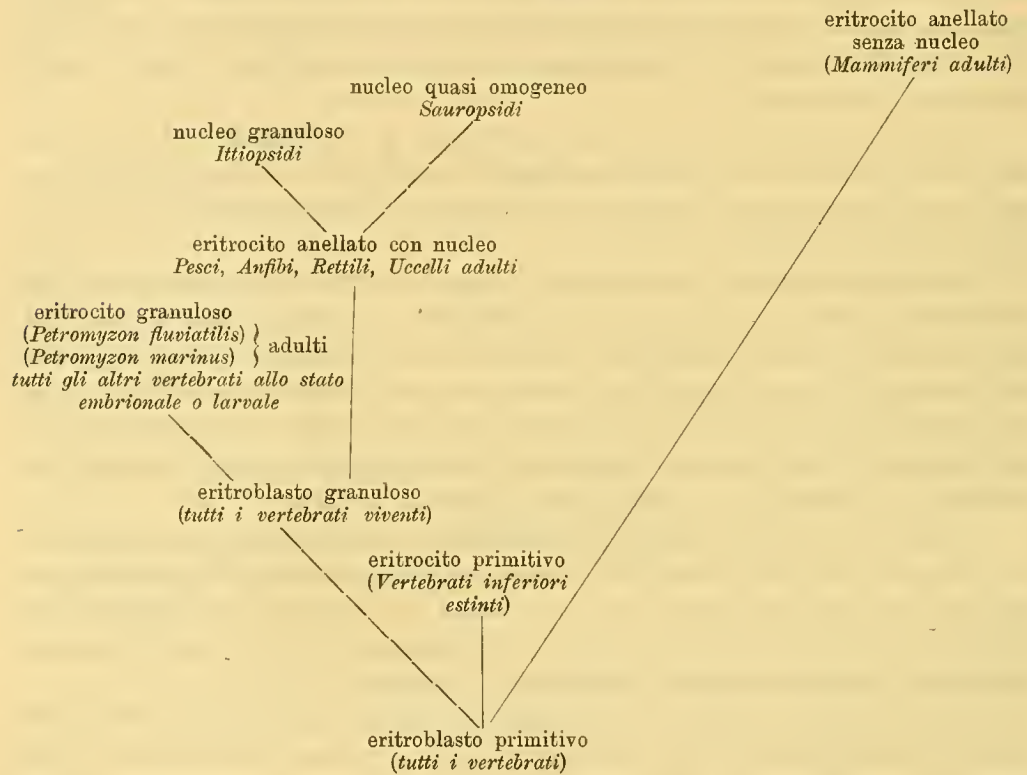 eritrocito anellato
senza nucleo
(Mammiferi adulti)
nucleo quasi omogeneo
Sauropsidi
nucleo granuloso
Ittiopsidi
eritrocito anellato con nucleo
Pesci, Anfibi, Rettili, Uccelli adulti
eritrocito granuloso
(Petromyzon fluviatilis) }
(Petromyzon marinus) } adulti
tutti gli altri vertebrati allo stato
embrionale o larvale
eritroblasto granuloso
(tutti i vertebrati viventi)
eritrocito primitivo
(Vertebrati inferiori
estinti)
eritroblasto primitivo
(tutti i vertebrati)